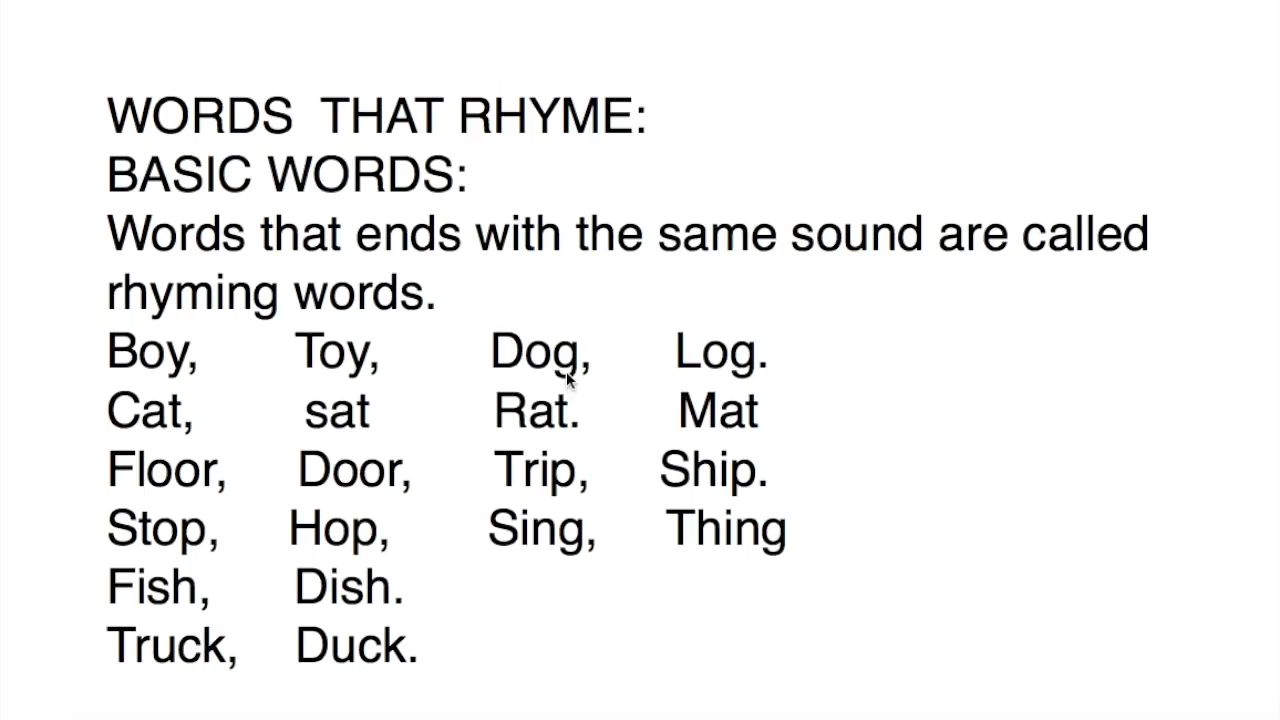 WORDS THAT RHYME:
BASIC WORDS:
Words that ends with the same sound are called
rhyming words.
Boy, Toy, Dog, Log.
Cat, sat Rat. Mat
Floor, Door, Trip, Ship.
Stop, Hop, Sing, Thing
Fish, Dish.
Truck, Duck.